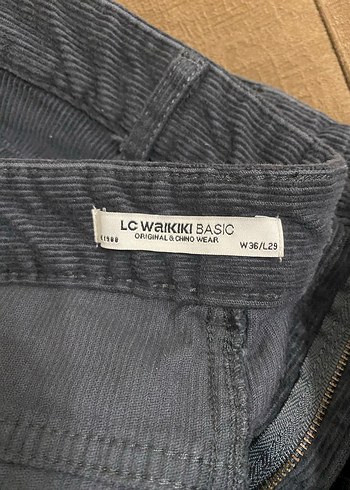 LC WAIKIKI BASIC
ORIGINAL & CHINO WEAR
W36/L29